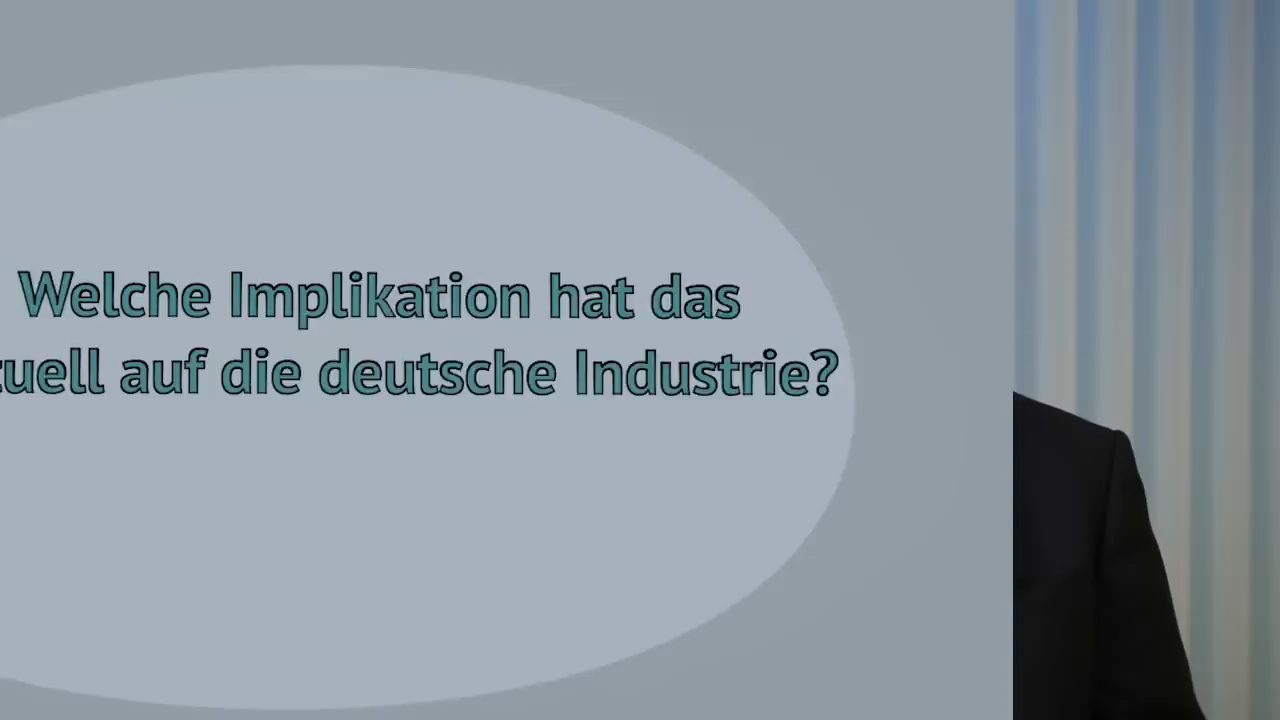 Welche Implikation hat das
auf die deutsche Industrie?